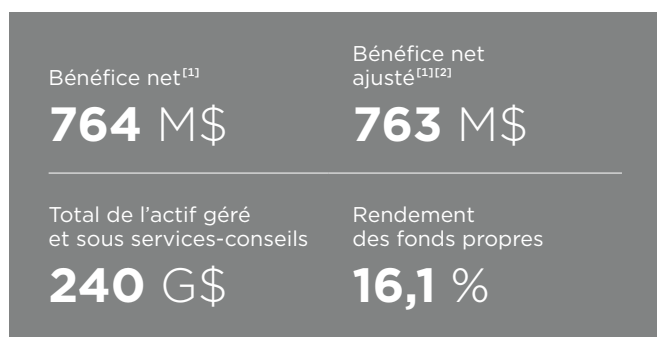 Bénéfice net[1]
764 M$
Bénéfice net
ajusté[1][2]
763 M$
Total de l’actif géré
et sous services-conseils
240 G$
Rendement
des fonds propres
16,1 %